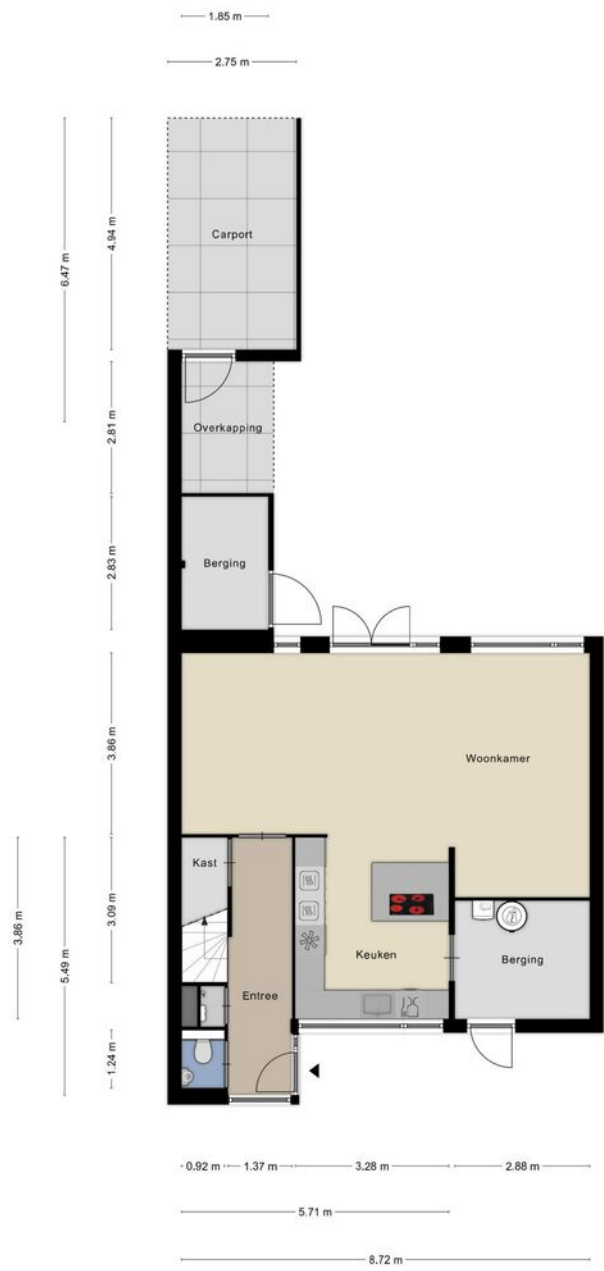 1.85 m
2.75 m
6.47 m
4.94 m
Carport
2.81 m
Overkapping
2.83 m
Berging
3.86 m
Woonkamer
3.86 m
5.49 m
3.09 m
Kast
Keuken
Berging
Entree
1.24 m
0.92 m
1.37 m
3.28 m
2.88 m
5.71 m
8.72 m